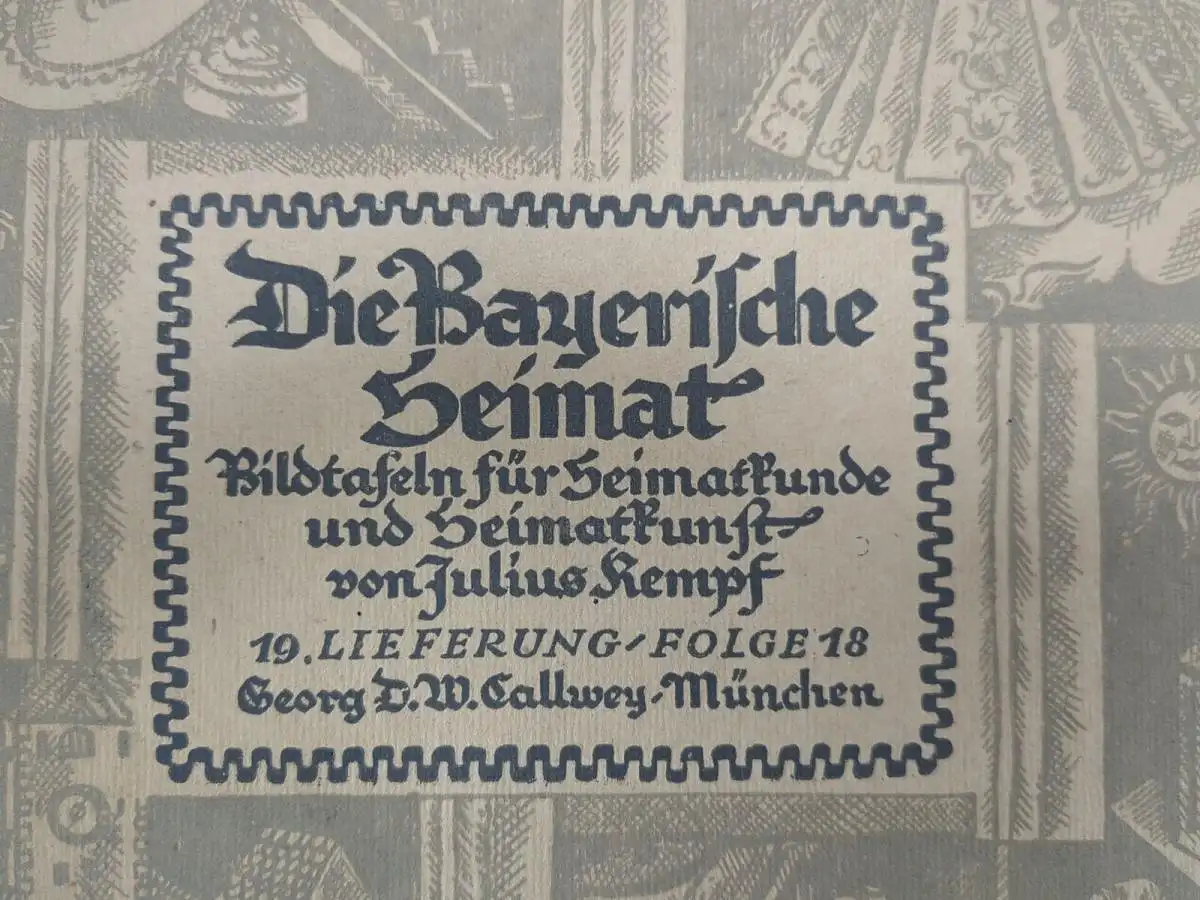 Die Bayeriſche
Heimat
Bildtafeln für Heimatkunde
und Heimatkunſt
von Julius Kempf
19. LIEFERUNG / FOLGE 18
Georg D. W. Callwey / München